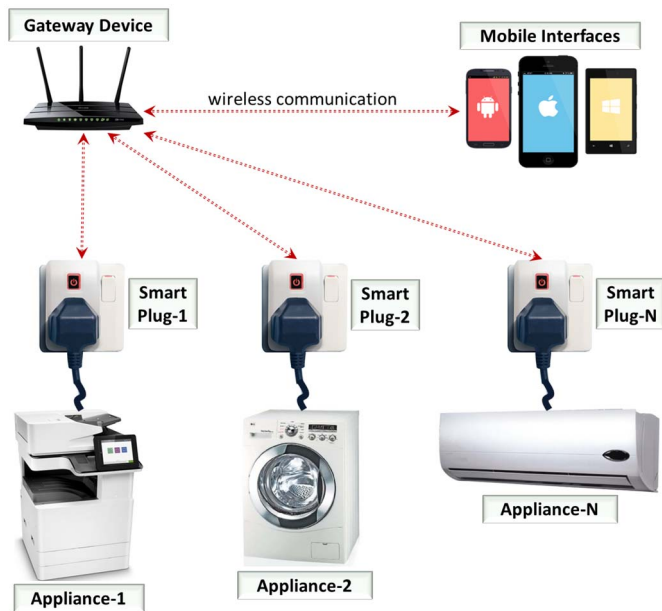 Gateway Device
Mobile Interfaces
wireless communication
Smart
Plug-1
Smart
Plug-2
Smart
Plug-N
Appliance-N
Appliance-1
Appliance-2